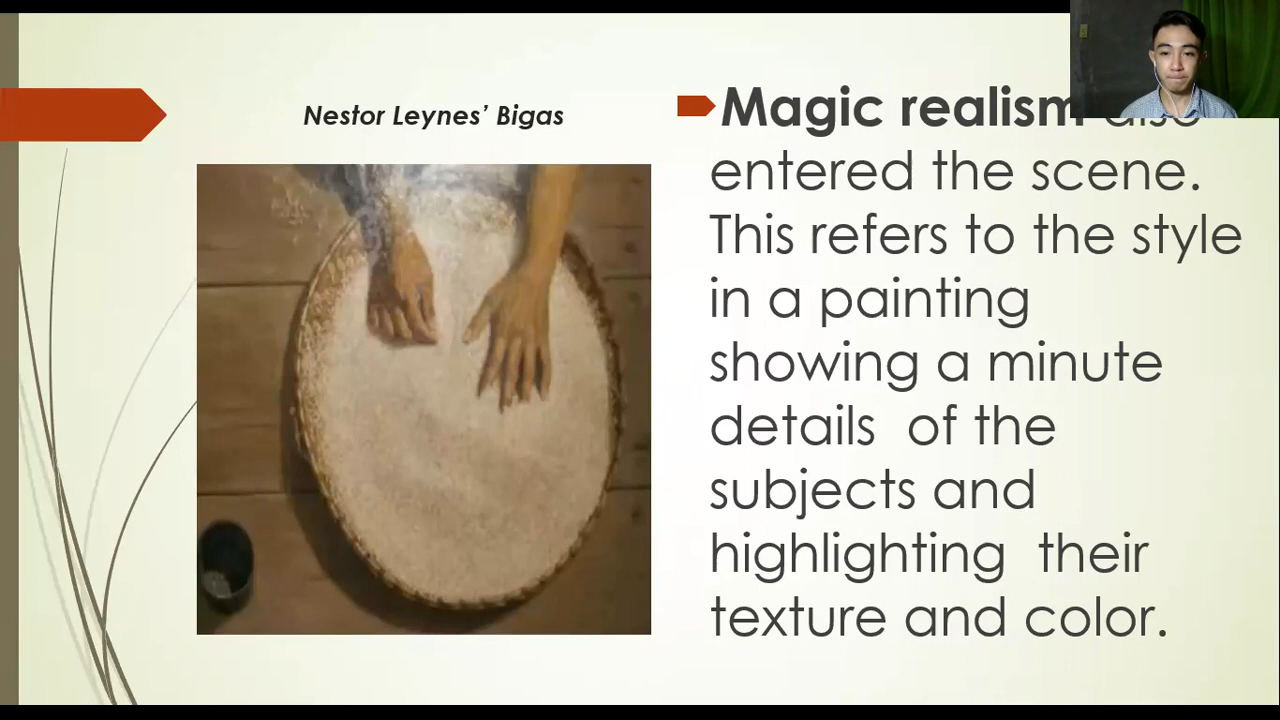 Nestor Leynes’ Bigas
Magic realism also
entered the scene.
This refers to the style
in a painting
showing a minute
details  of the
subjects and
highlighting  their
texture and color.